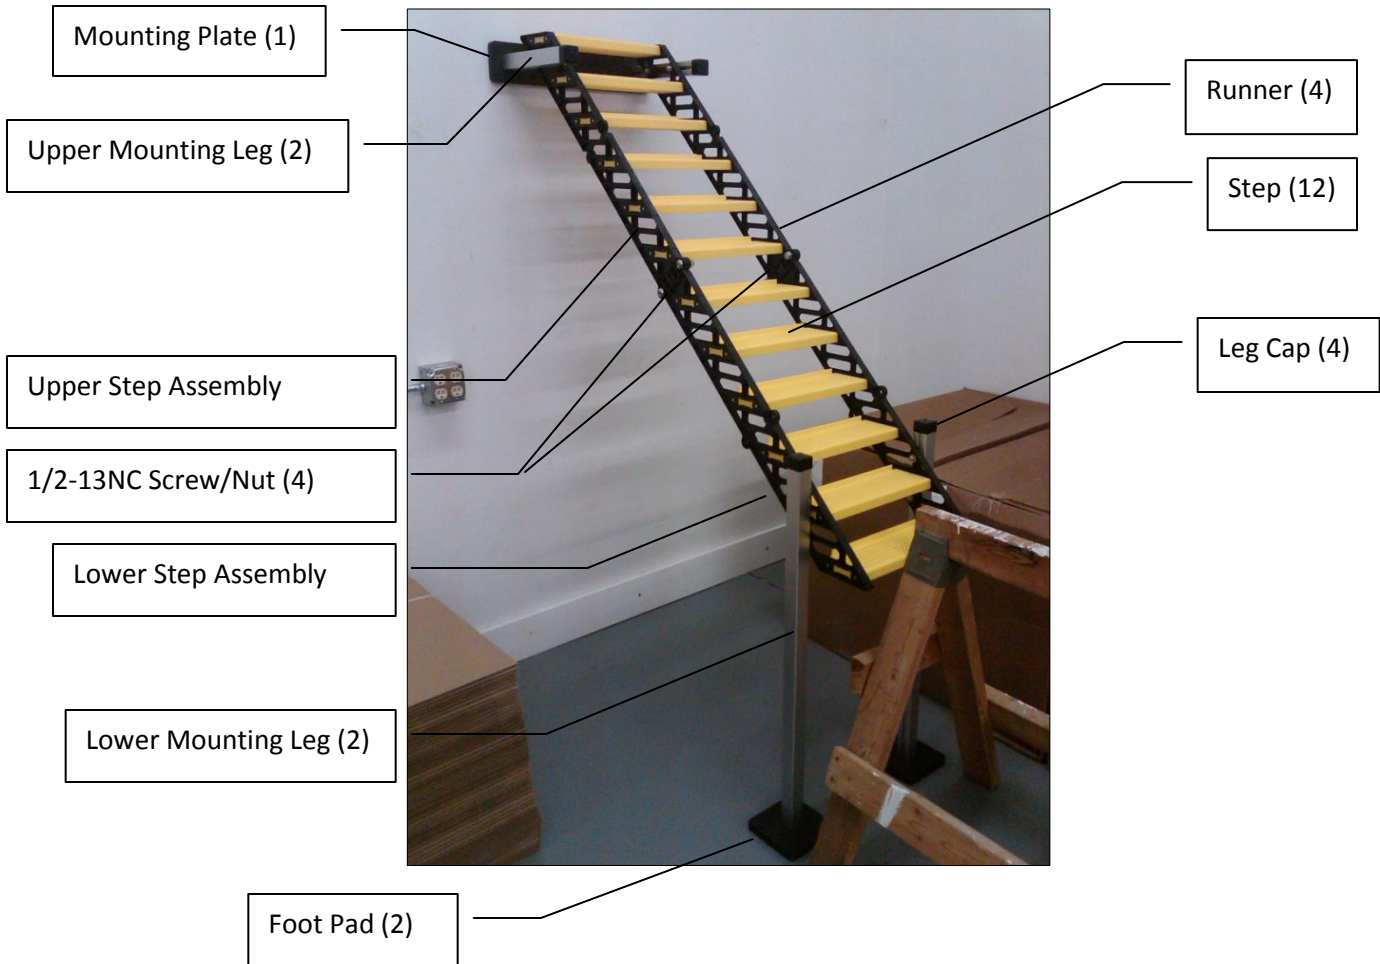 Mounting Plate (1)
Upper Mounting Leg (2)
Runner (4)
Step (12)
Leg Cap (4)
Upper Step Assembly
1/2-13NC Screw/Nut (4)
Lower Step Assembly
Lower Mounting Leg (2)
Foot Pad (2)